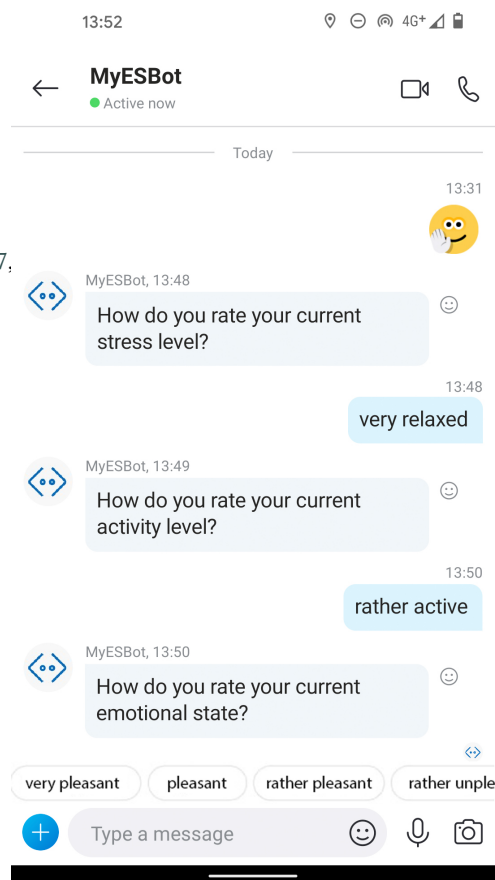 13:52
4G+
MyESBot
Active now
Today
13:31
7,
MyESBot, 13:48
How do you rate your current
stress level?
13:48
very relaxed
MyESBot, 13:49
How do you rate your current
activity level?
13:50
rather active
MyESBot, 13:50
How do you rate your current
emotional state?
very pleasant
pleasant
rather pleasant
rather unple
Type a message